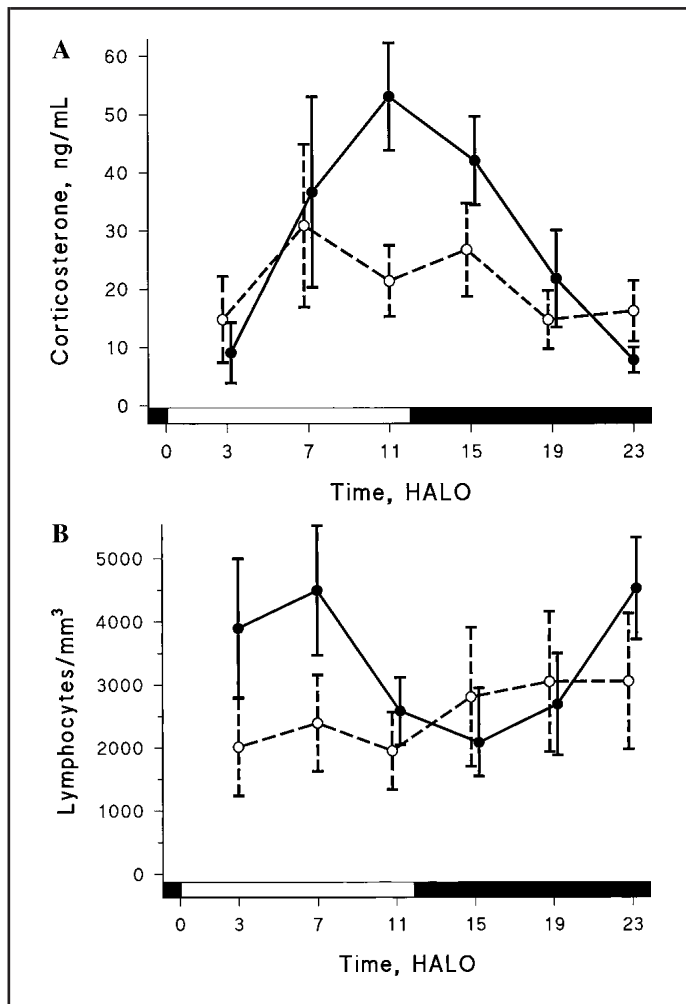 A
Corticosterone, ng/mL
60
50
40
30
20
10
0
0 3 7 11 15 19 23
Time, HALO
B
Lymphocytes/mm³
5000
4000
3000
2000
1000
0
0 3 7 11 15 19 23
Time, HALO